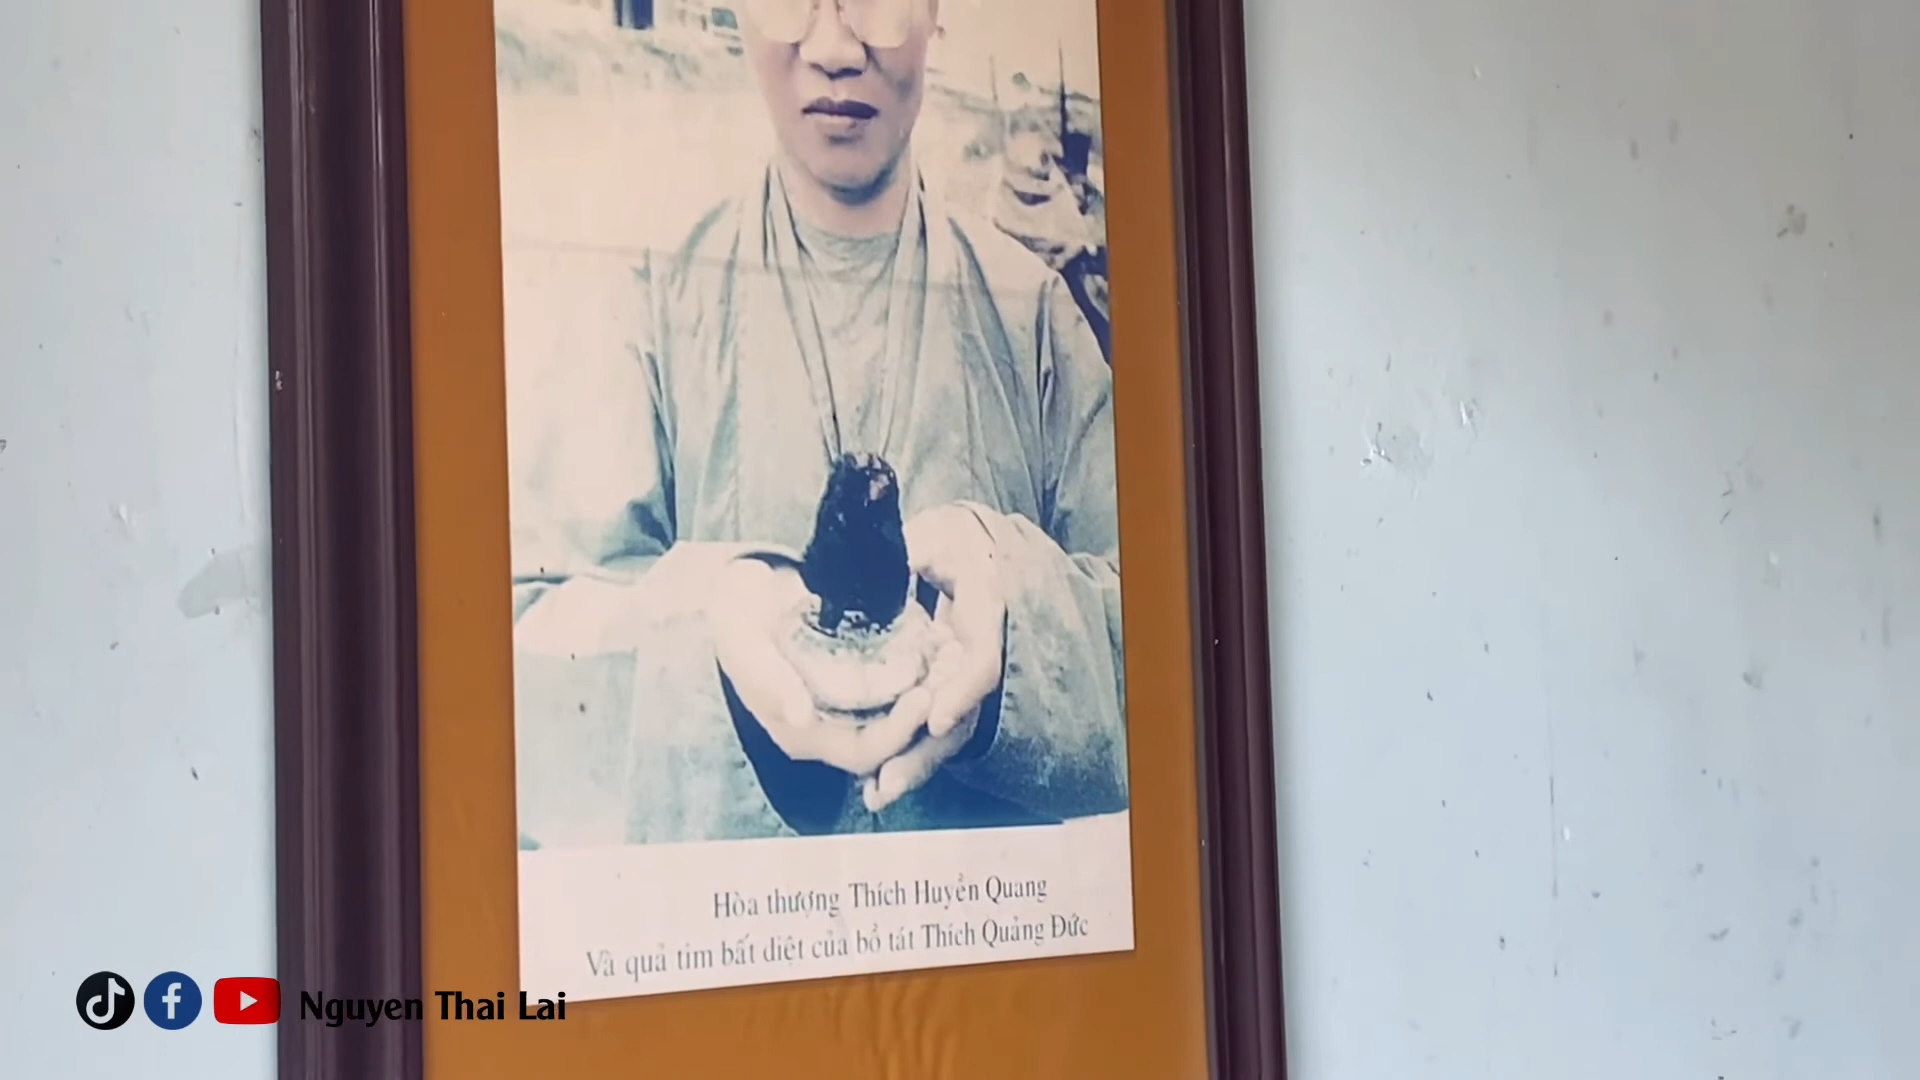 Hòa thượng Thích Huyền Quang
Và quả tim bất diệt của bồ tát Thích Quảng Đức
Nguyen Thai Lai